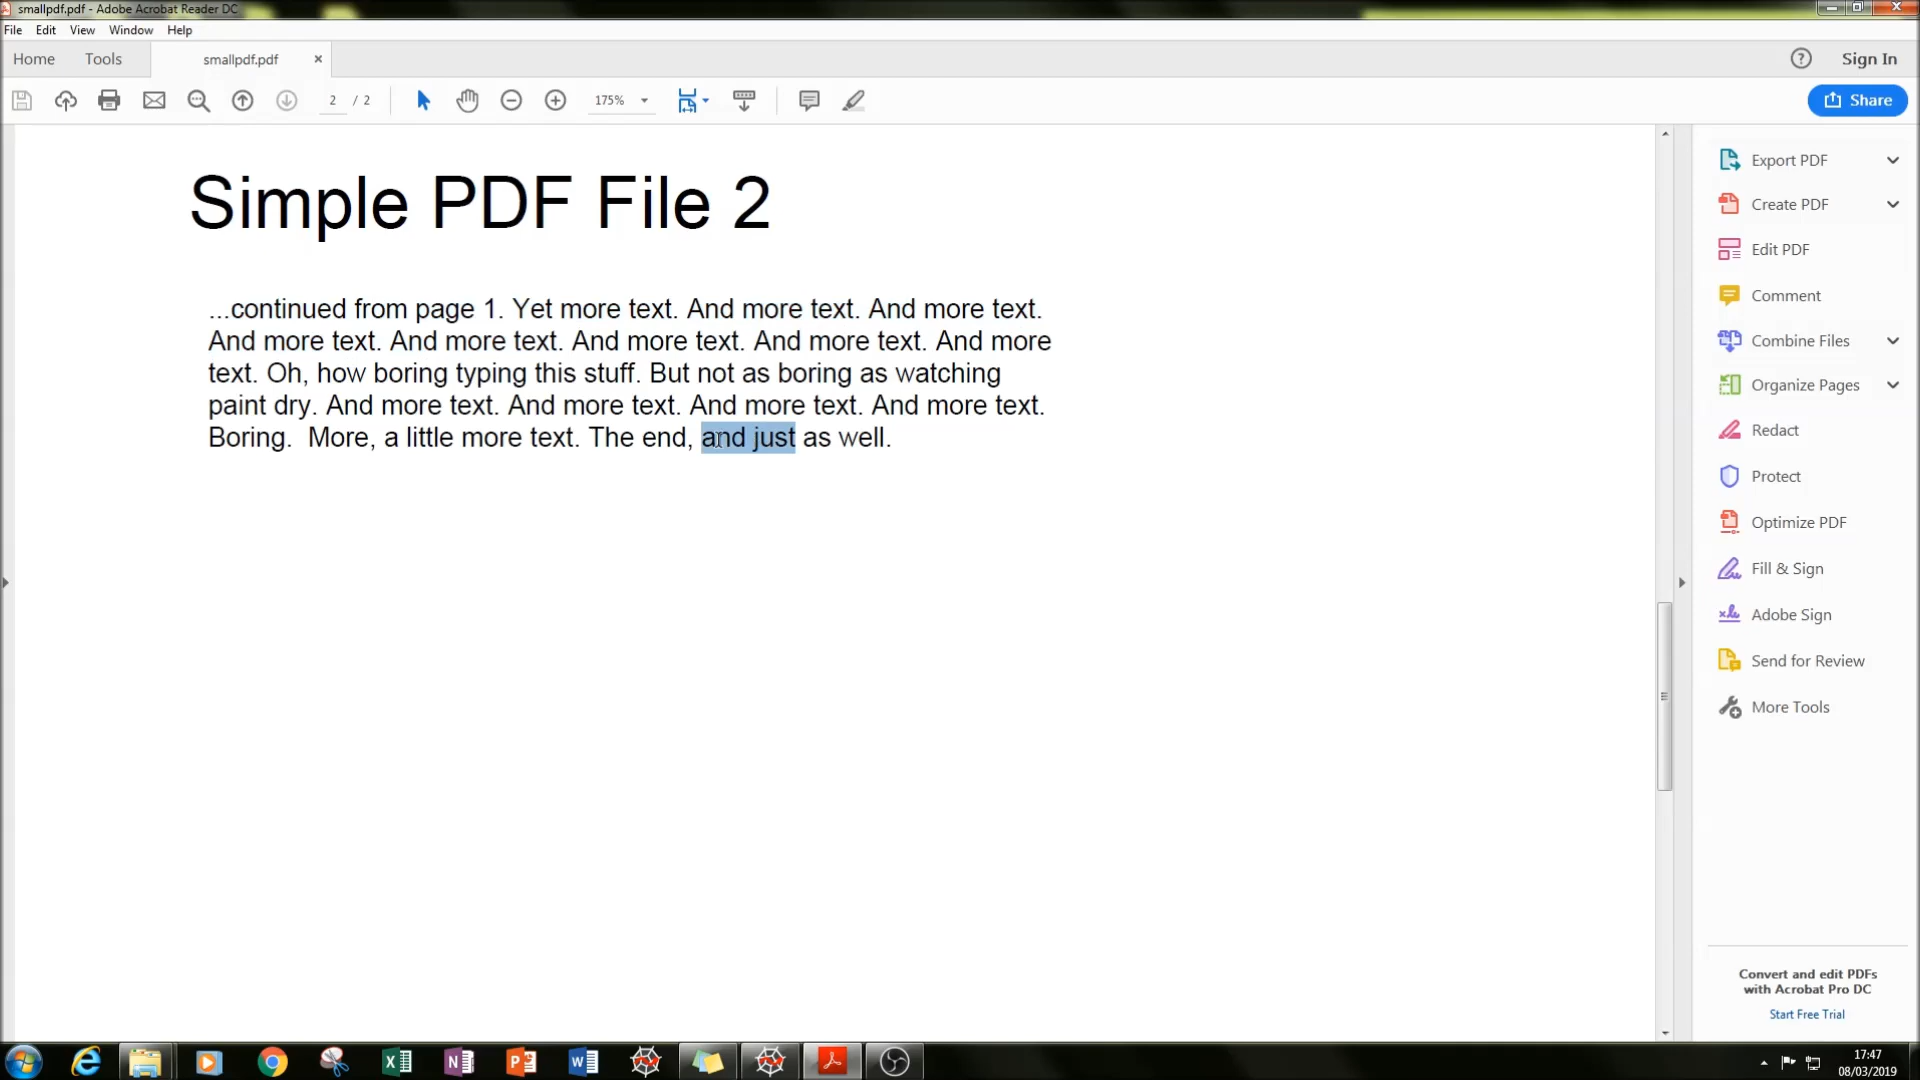 smallpdf.pdf - Adobe Acrobat Reader DC
File Edit View Window Help
Home Tools smallpdf.pdf × Sign In
2 / 2 175% Share
Simple PDF File 2
...continued from page 1. Yet more text. And more text. And more text.
And more text. And more text. And more text. And more text. And more
text. Oh, how boring typing this stuff. But not as boring as watching
paint dry. And more text. And more text. And more text. And more text.
Boring.  More, a little more text. The end, and just as well.
Export PDF
Create PDF
Edit PDF
Comment
Combine Files
Organize Pages
Redact
Protect
Optimize PDF
Fill & Sign
Adobe Sign
Send for Review
More Tools
Convert and edit PDFs
with Acrobat Pro DC
Start Free Trial
17:47
08/03/2019